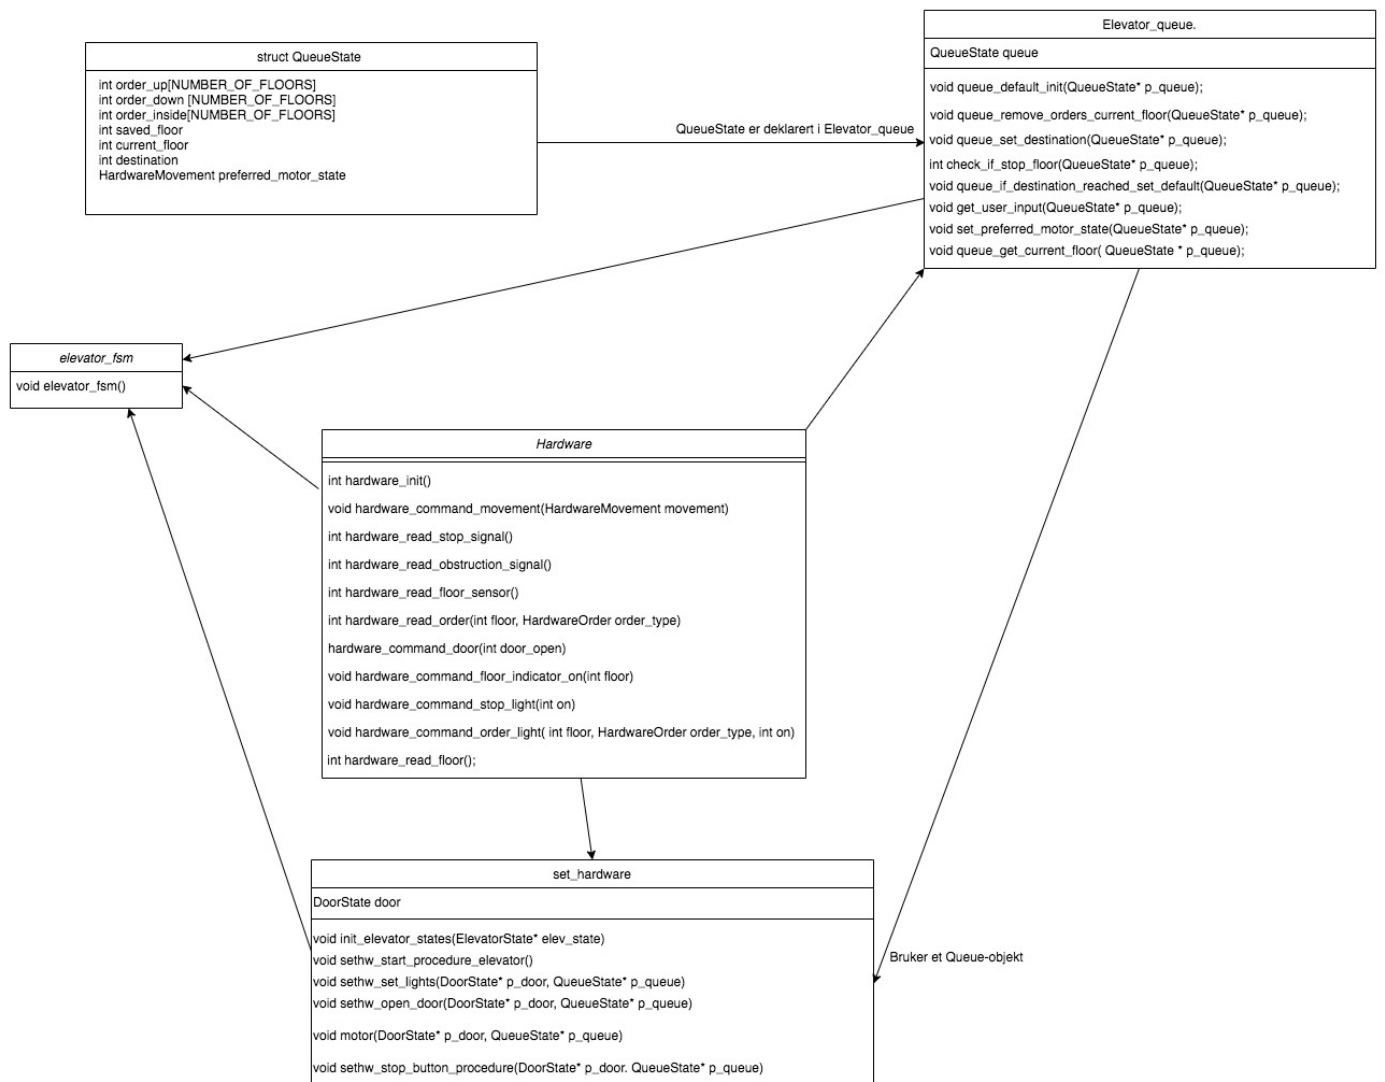 struct QueueState
int order_up[NUMBER_OF_FLOORS]
int order_down [NUMBER_OF_FLOORS]
int order_inside[NUMBER_OF_FLOORS]
int saved_floor
int current_floor
int destination
HardwareMovement preferred_motor_state
QueueState er deklarert i Elevator_queue
Elevator_queue.
QueueState queue
void queue_default_init(QueueState* p_queue);
void queue_remove_orders_current_floor(QueueState* p_queue);
void queue_set_destination(QueueState* p_queue);
int check_if_stop_floor(QueueState* p_queue);
void queue_if_destination_reached_set_default(QueueState* p_queue);
void get_user_input(QueueState* p_queue);
void set_preferred_motor_state(QueueState* p_queue);
void queue_get_current_floor( QueueState * p_queue);
elevator_fsm
void elevator_fsm()
Hardware
int hardware_init()
void hardware_command_movement(HardwareMovement movement)
int hardware_read_stop_signal()
int hardware_read_obstruction_signal()
int hardware_read_floor_sensor()
int hardware_read_order(int floor, HardwareOrder order_type)
hardware_command_door(int door_open)
void hardware_command_floor_indicator_on(int floor)
void hardware_command_stop_light(int on)
void hardware_command_order_light( int floor, HardwareOrder order_type, int on)
int hardware_read_floor();
set_hardware
DoorState door
void init_elevator_states(ElevatorState* elev_state)
void sethw_start_procedure_elevator()
void sethw_set_lights(DoorState* p_door, QueueState* p_queue)
void sethw_open_door(DoorState* p_door, QueueState* p_queue)
void motor(DoorState* p_door, QueueState* p_queue)
void sethw_stop_button_procedure(DoorState* p_door. QueueState* p_queue)
Bruker et Queue-objekt